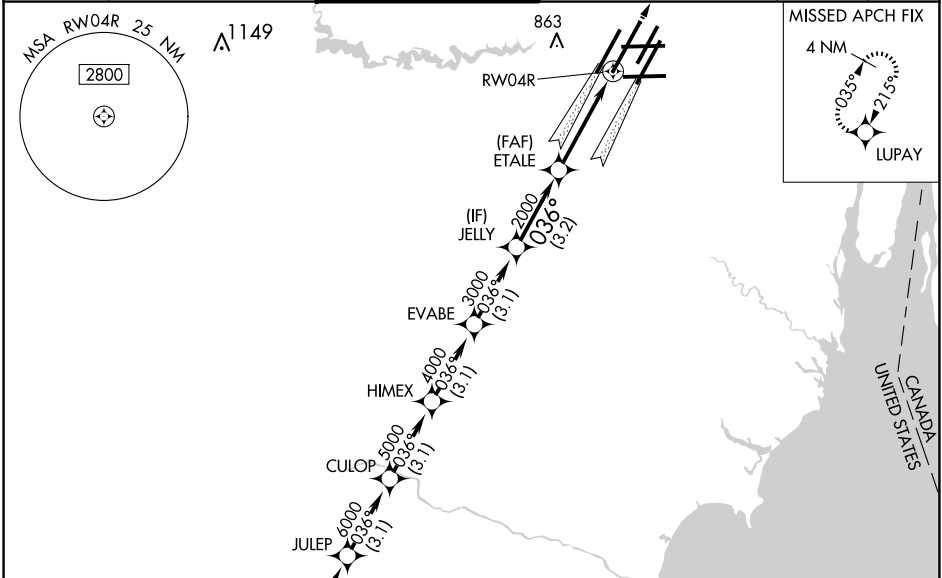 MSA RW04R 25 NM
2800
1149
863
RW04R
MISSED APCH FIX
4 NM
035°
215°
LUPAY
(FAF)
ETALE
2000
036°
(3.2)
(IF)
JELLY
3000
036°
(3.1)
EVABE
4000
036°
(3.1)
HIMEX
5000
036°
(3.1)
CULOP
6000
036°
(3.1)
JULEP
CANADA
UNITED STATES